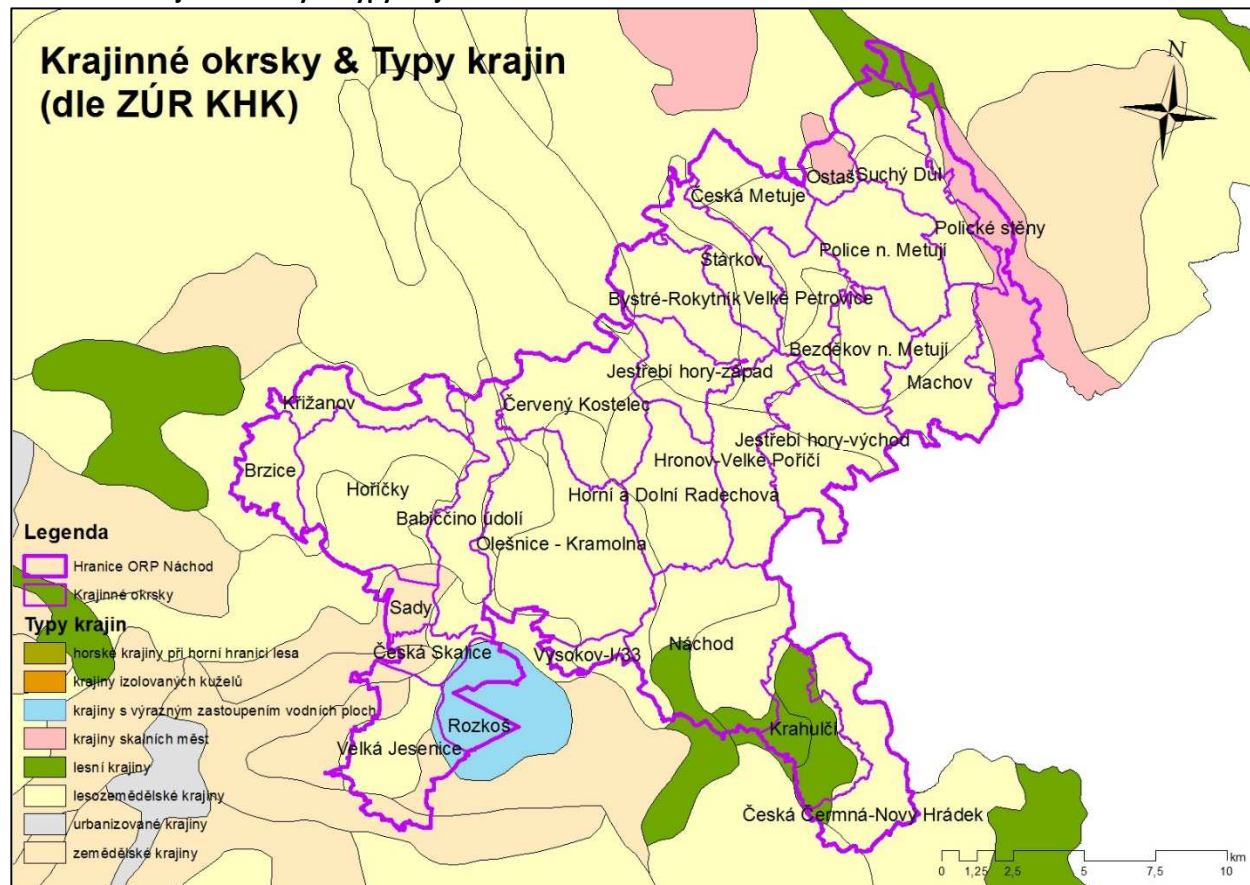 Krajinné okrsky & Typy krajin
(dle ZÚR KHK)
N
Ostaš
Suchý Důl
Česká Metuje
Polické stěny
Police n. Metují
Stárkov
Bystré-Rokytník
Velké Petrovice
Bezděkov n. Metují
Jestřebí hory-západ
Machov
Křižanov
Červený Kostelec
Jestřebí hory-východ
Hronov-Velké Poříčí
Brzice
Hořičky
Horní a Dolní Radechová
Babiččino údolí
Olešnice - Kramolna
Sady
Náchod
Česká Skalice
Vysokov-I/33
Rozkoš
Krahulčí
Velká Jesenice
Česká Čermná-Nový Hrádek
Legenda
Hranice ORP Náchod
Krajinné okrsky
Typy krajin
horské krajiny při horní hranici lesa
krajiny izolovaných kuželů
krajiny s výrazným zastoupením vodních ploch
krajiny skalních měst
lesní krajiny
lesozemědělské krajiny
urbanizované krajiny
zemědělské krajiny
km
0 1,25 2,5 5 7,5 10